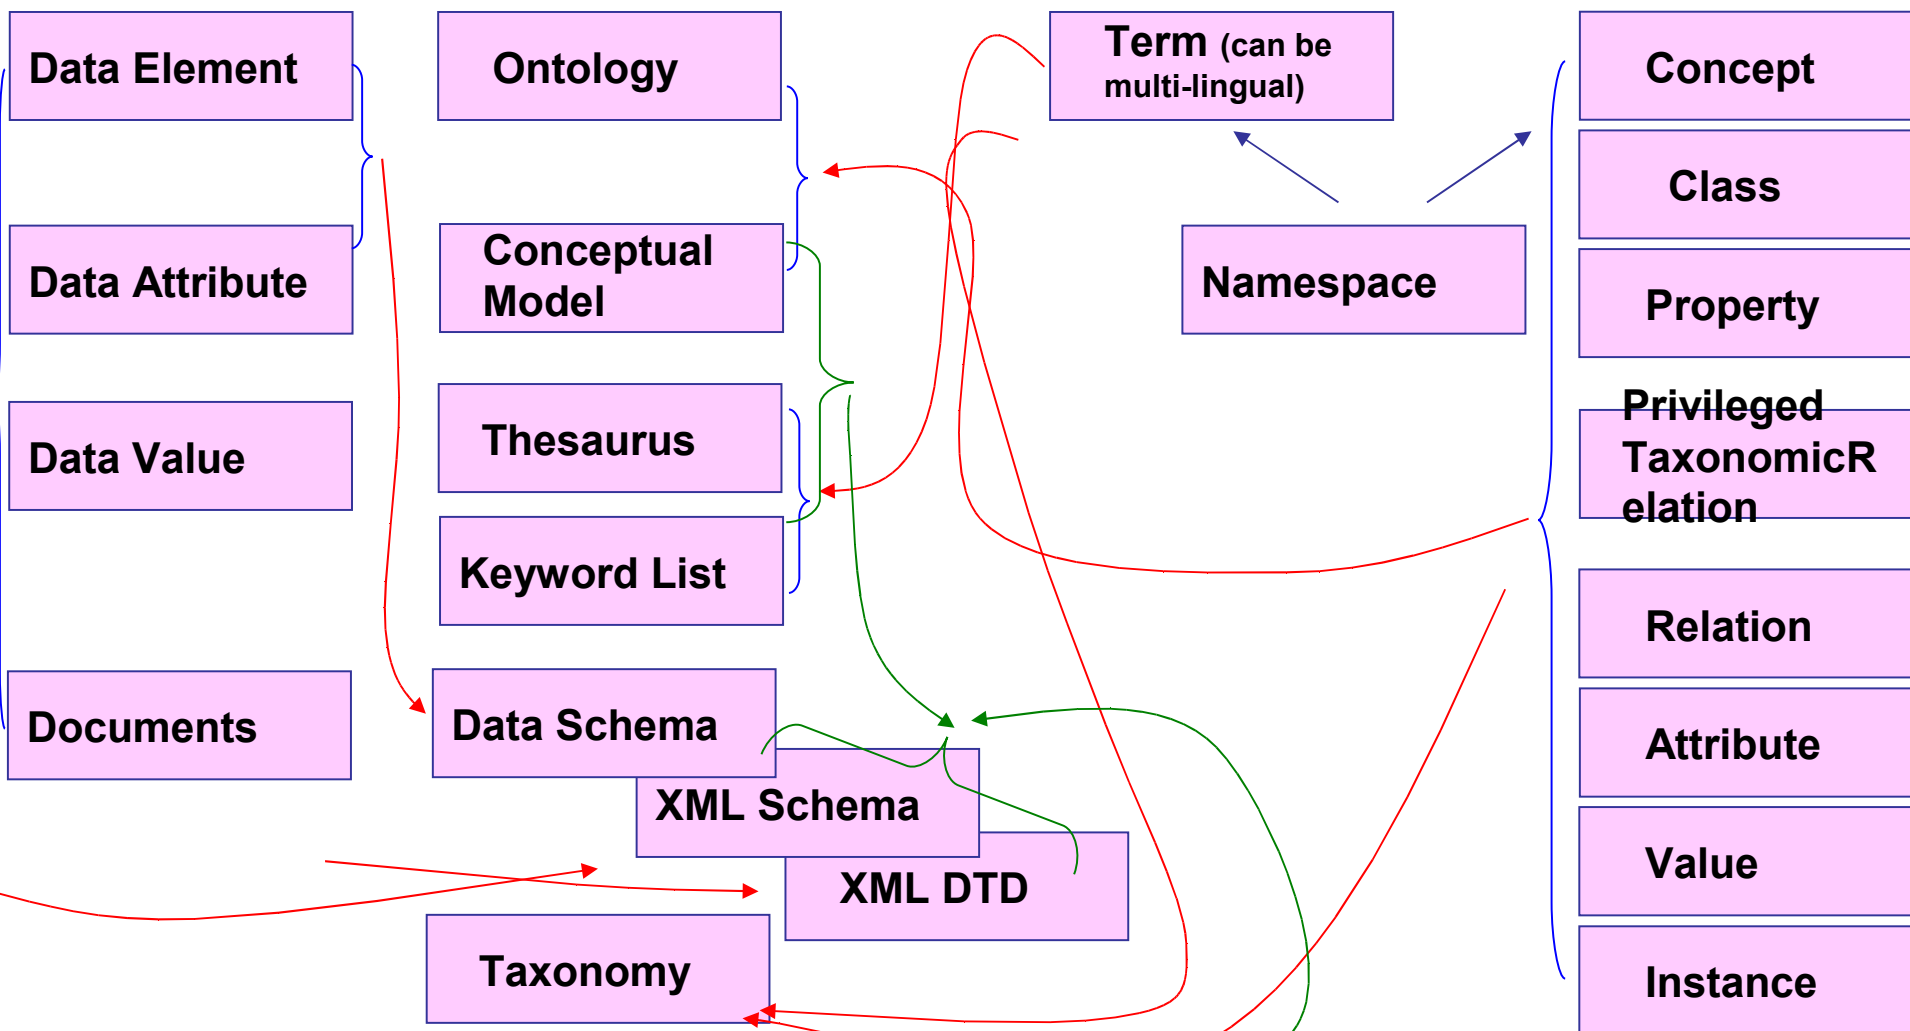 Data Element
Data Attribute
Data Value
Documents
Ontology
Conceptual
Model
Thesaurus
Keyword List
Data Schema
XML Schema
XML DTD
Taxonomy
Term (can be
multi-lingual)
Namespace
Concept
Class
Property
Privileged
TaxonomicR
elation
Relation
Attribute
Value
Instance